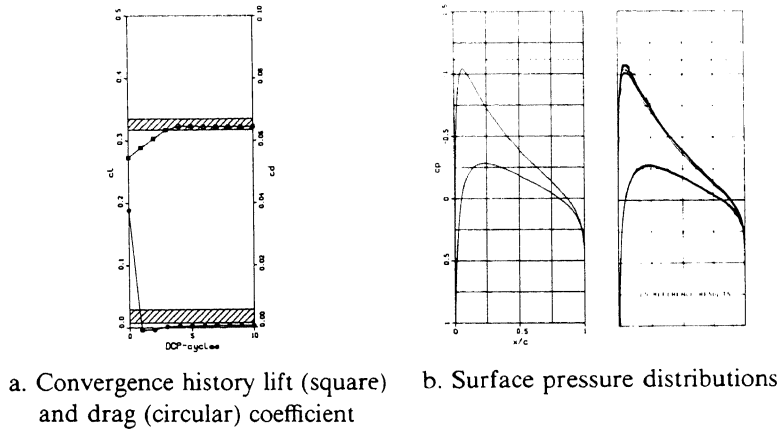 0.5
0.4
0.3
0.2
0.1
0.0
cl
0.10
0.08
0.06
0.04
0.02
0.00
cd
0
5
10
DCP-cycles
-1
-0.5
0
0.5
1
cp
0
0.5
1
x/c
REFERENCE RESULTS
a. Convergence history lift (square)
and drag (circular) coefficient
b. Surface pressure distributions